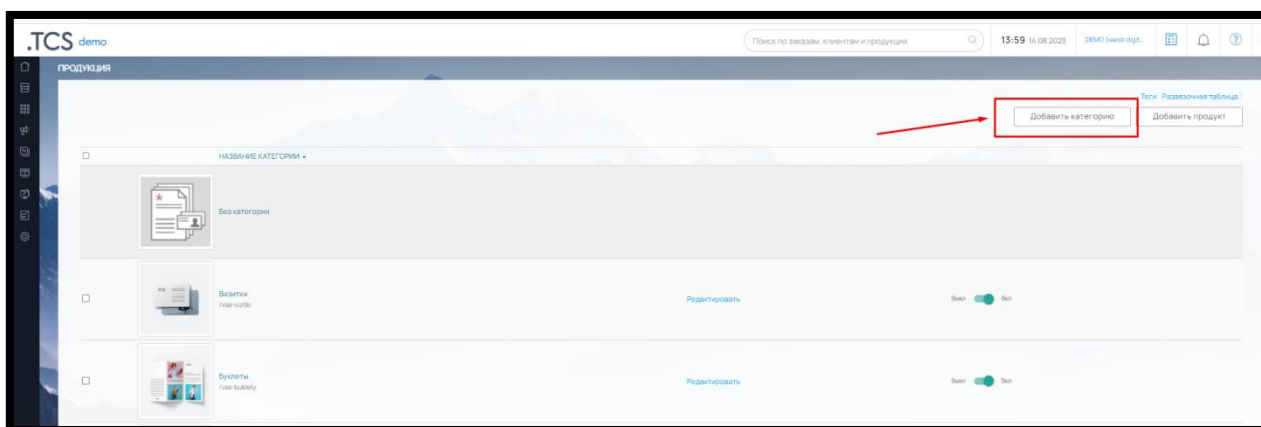 .TCS demo
Поиск по заказам, клиентам и продукции
13:59 14.08.2023
DEMO
ПРОДУКЦИЯ
Теги Развязочная таблица
Добавить категорию
Добавить продукт
НАЗВАНИЕ КАТЕГОРИИ
Без категории
Визитки
/vse-vizitki
Редактировать
Выкл Вкл
Буклеты
/vse-buklety
Редактировать
Выкл Вкл